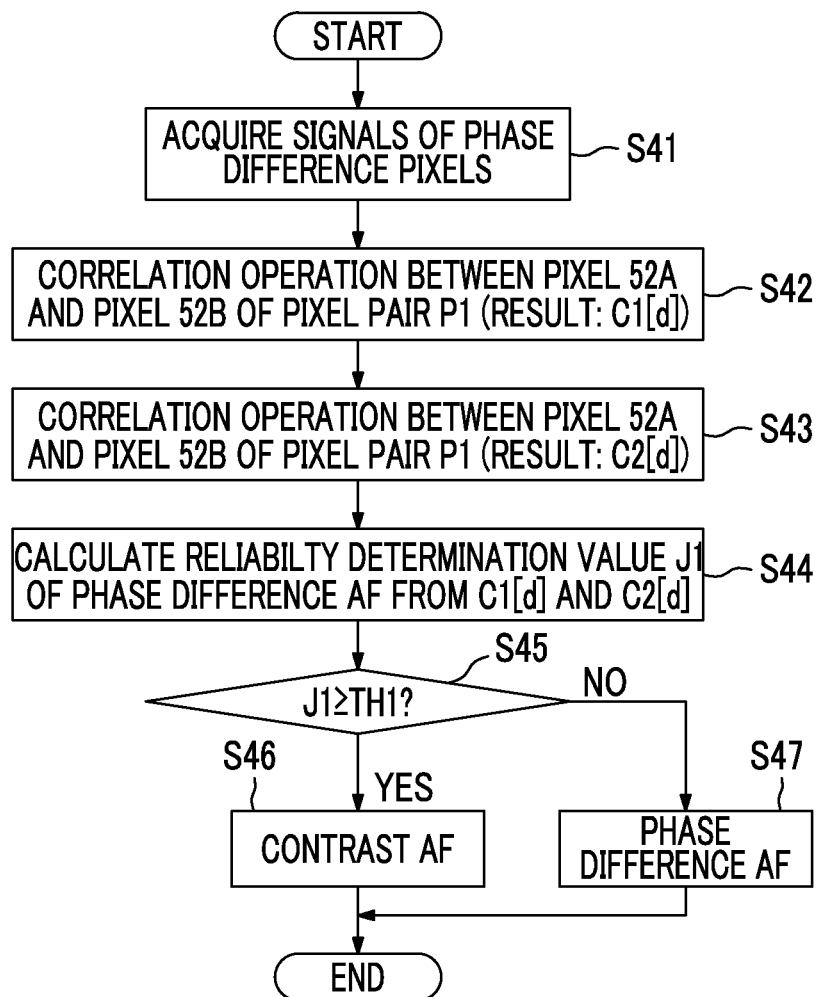 START
ACQUIRE SIGNALS OF PHASE
DIFFERENCE PIXELS
S41
CORRELATION OPERATION BETWEEN PIXEL 52A
AND PIXEL 52B OF PIXEL PAIR P1 (RESULT: C1[d])
S42
CORRELATION OPERATION BETWEEN PIXEL 52A
AND PIXEL 52B OF PIXEL PAIR P1 (RESULT: C2[d])
S43
CALCULATE RELIABILTY DETERMINATION VALUE J1
OF PHASE DIFFERENCE AF FROM C1[d] AND C2[d]
S44
S45
J1≥TH1?
NO
S46
YES
S47
CONTRAST AF
PHASE
DIFFERENCE AF
END